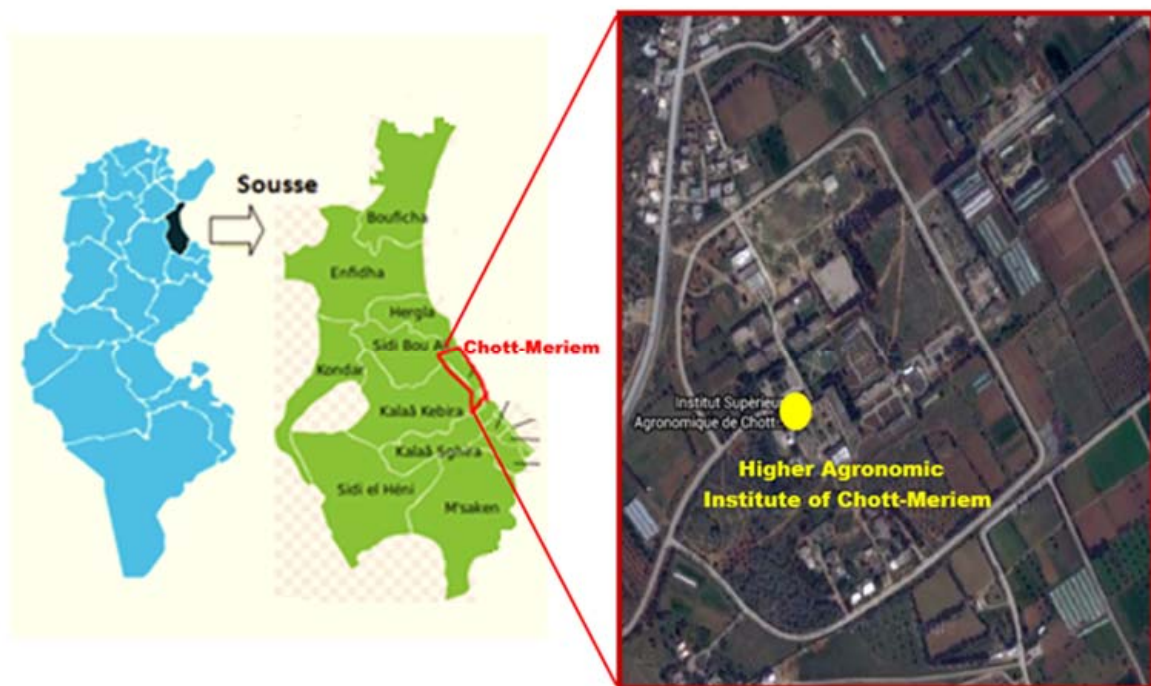 Sousse
Bouficha
Enfidha
Hergla
Sidi Bou A
Chott-Meriem
Kondar
Kalaâ Kebira
Kalaâ Sghira
Sidi el Héni
M'saken
Institut Superieu
Agronomique de Chott-
Higher Agronomic
Institute of Chott-Meriem